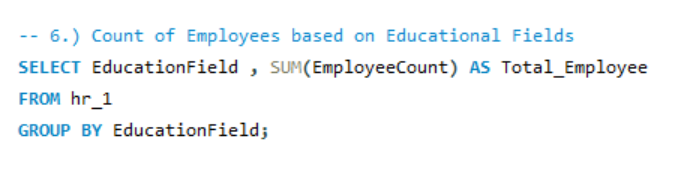 -- 6.) Count of Employees based on Educational Fields
SELECT EducationField , SUM(EmployeeCount) AS Total_Employee
FROM hr_1
GROUP BY EducationField;